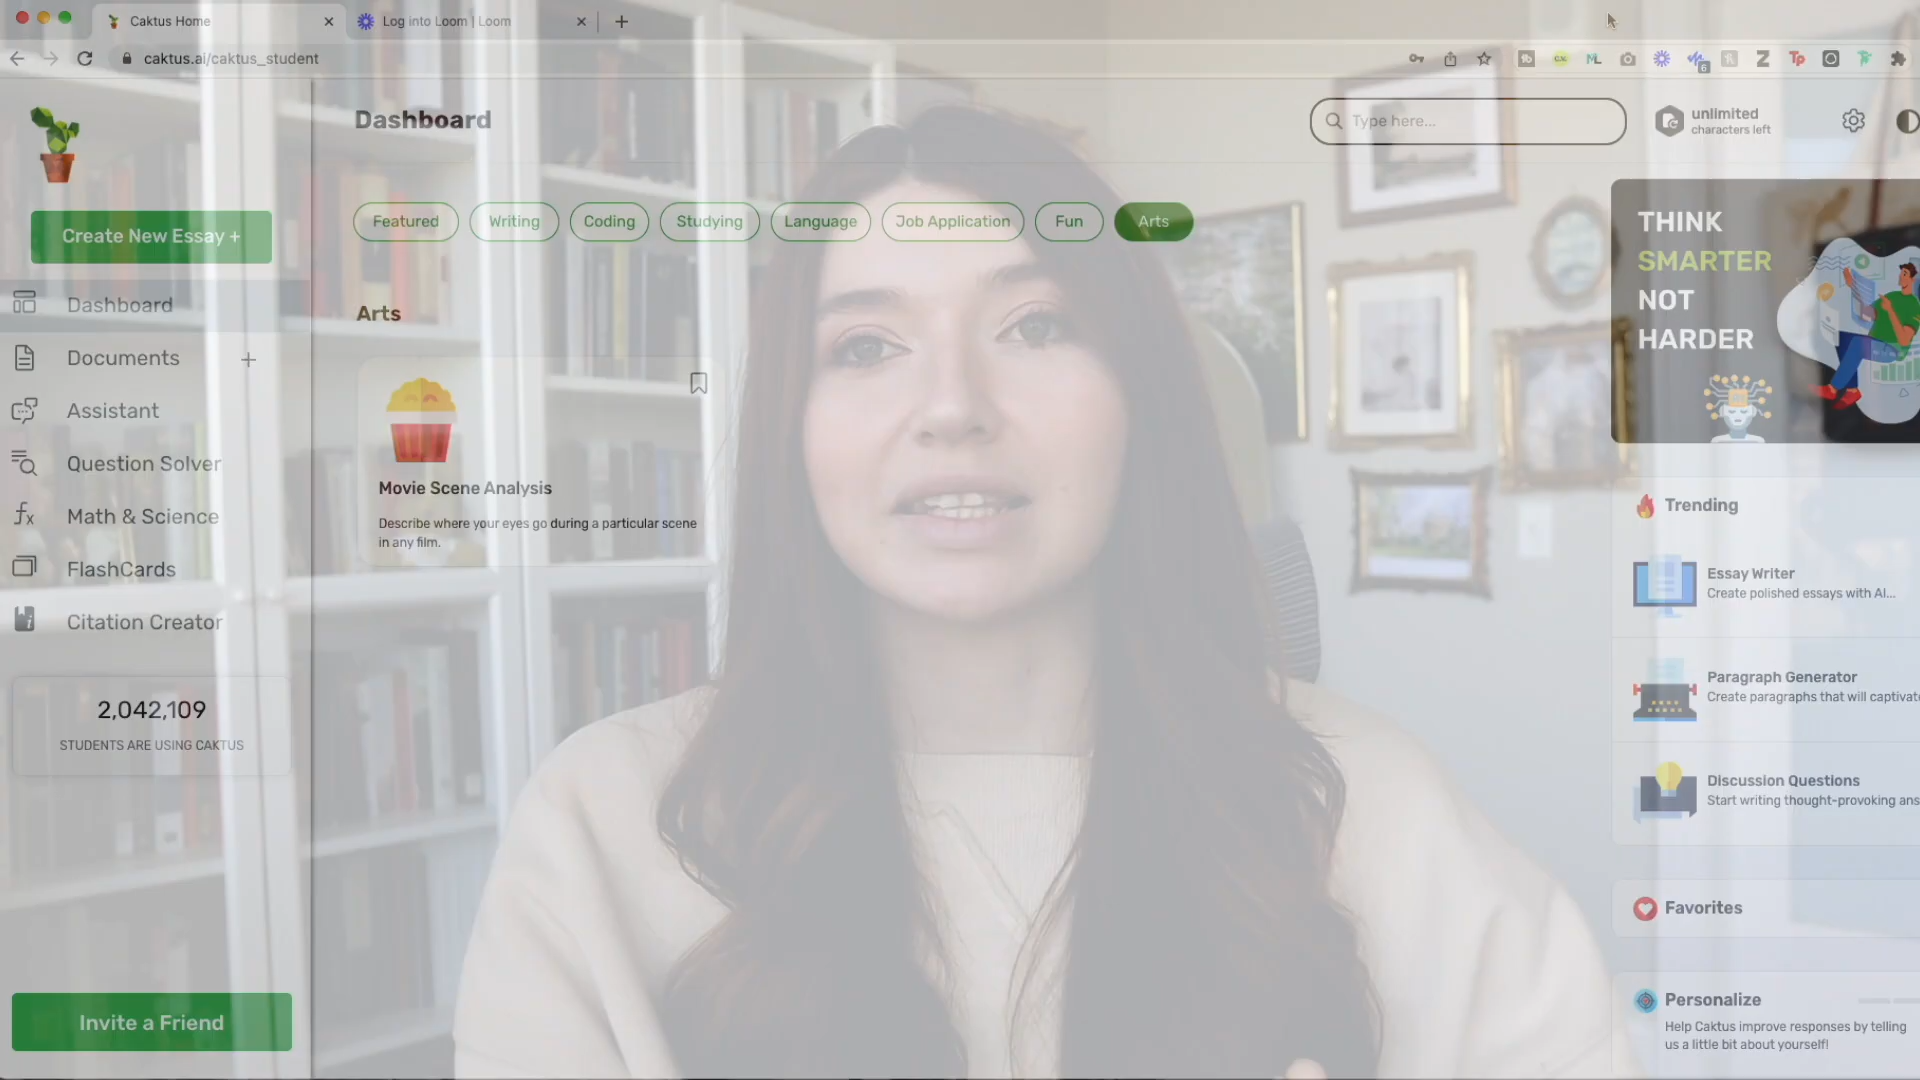 Caktus Home
Log into Loom | Loom
caktus.ai/caktus_student
Dashboard
Type here...
unlimited
characters left
Create New Essay +
Featured
Writing
Coding
Studying
Language
Job Application
Fun
Arts
THINK
SMARTER
NOT
HARDER
Dashboard
Documents
Assistant
Question Solver
Math & Science
FlashCards
Citation Creator
Arts
Movie Scene Analysis
Describe where your eyes go during a particular scene
in any film.
2,042,109
STUDENTS ARE USING CAKTUS
Invite a Friend
Trending
Essay Writer
Create polished essays with AI...
Paragraph Generator
Create paragraphs that will captivate
Discussion Questions
Start writing thought-provoking ans
Favorites
Personalize
Help Caktus improve responses by telling
us a little bit about yourself!